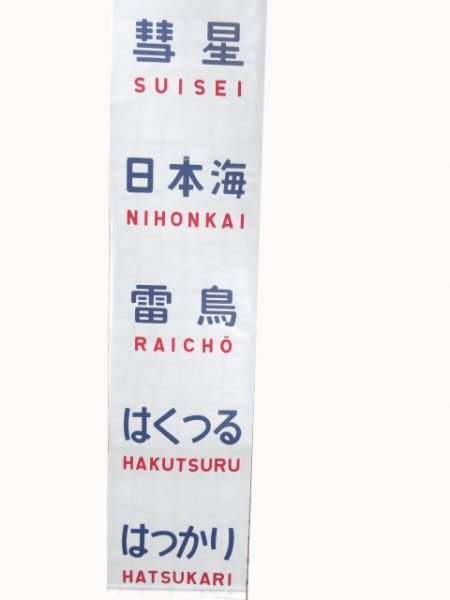 彗星
SUISEI
日本海
NIHONKAI
雷鳥
RAICHŌ
はくつる
HAKUTSURU
はつかり
HATSUKARI